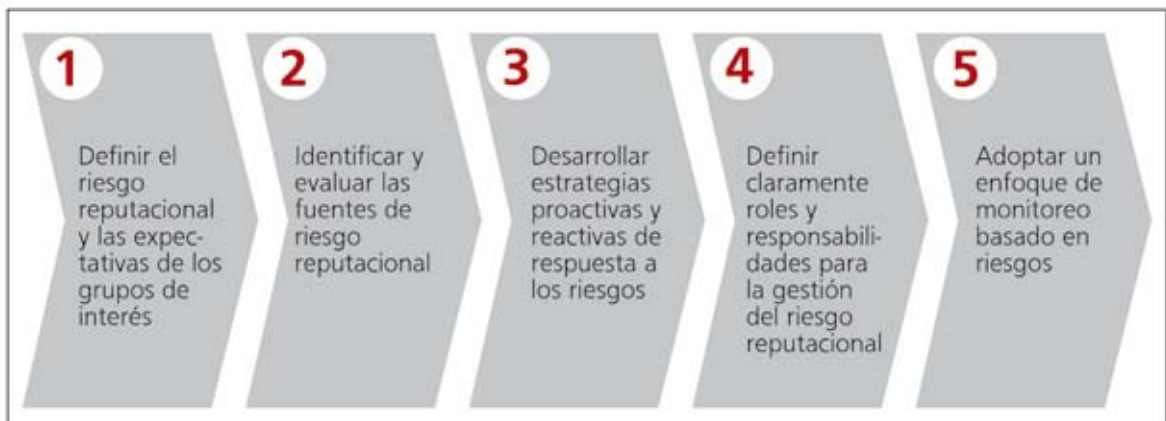 1
Definir el
riesgo
reputacional
y las expec-
tativas de los
grupos de
interés
2
Identificar y
evaluar las
fuentes de
riesgo
reputacional
3
Desarrollar
estrategias
proactivas y
reactivas de
respuesta a
los riesgos
4
Definir
claramente
roles y
responsabili-
dades para
la gestión
del riesgo
reputacional
5
Adoptar un
enfoque de
monitoreo
basado en
riesgos